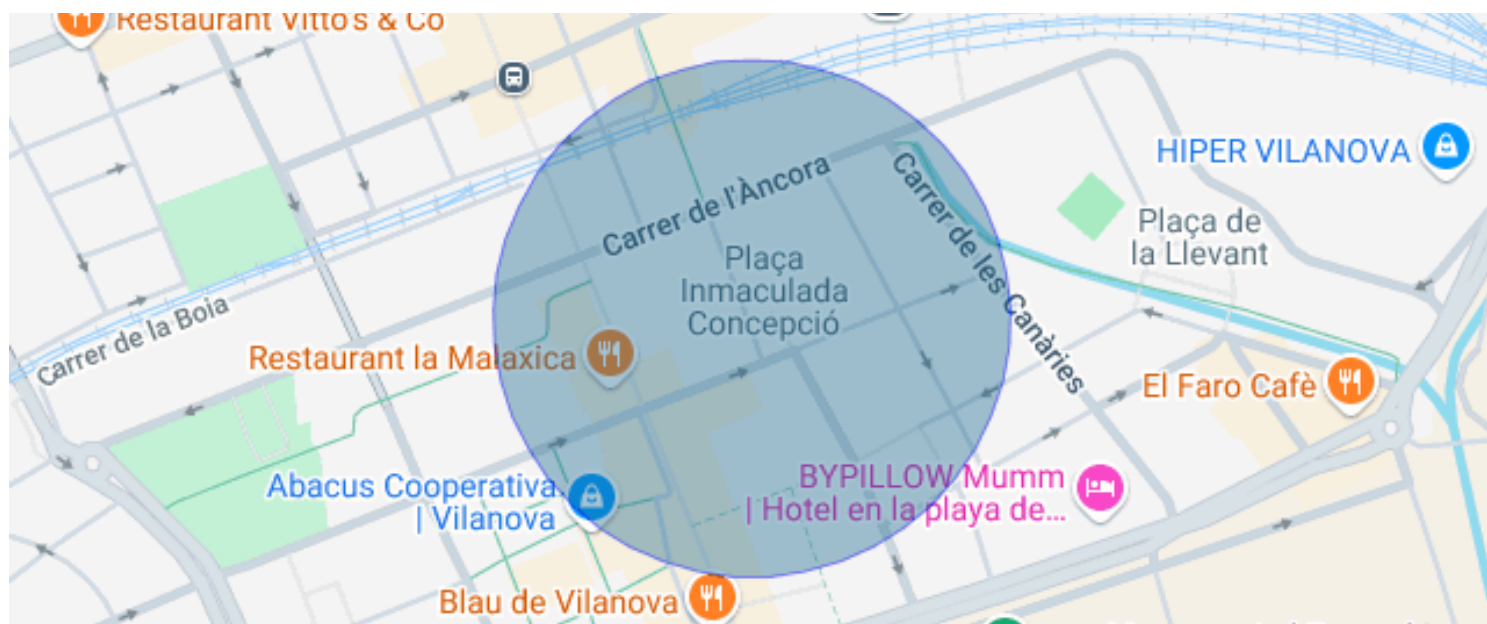 Restaurant Vitto's & Co
HIPER VILANOVA
Carrer de l'Àncora
Carrer de les Canàries
Plaça de
la Llevant
Plaça
Inmaculada
Concepció
Carrer de la Boia
Restaurant la Malaxica
El Faro Cafè
Abacus Cooperativa
| Vilanova
BYPILLOW Mumm
| Hotel en la playa de...
Blau de Vilanova